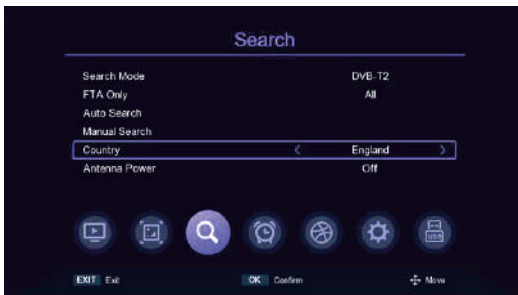 Search
Search Mode DVB-T2
FTA Only All
Auto Search
Manual Search
Country < England >
Antenna Power Off
USB
EXIT Exit OK Confirm Move